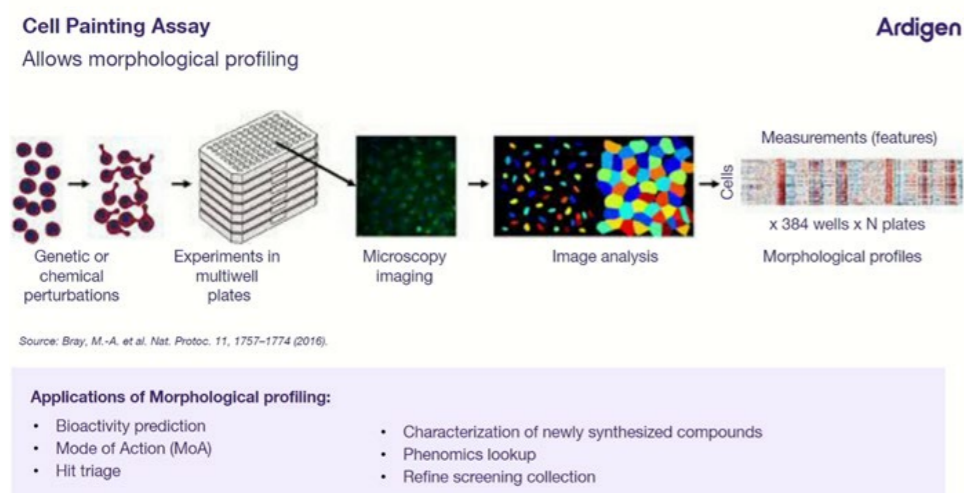 Cell Painting Assay
Ardigen
Allows morphological profiling
Measurements (features)
Cells
x 384 wells x N plates
Genetic or
chemical
perturbations
Experiments in
multiwell
plates
Microscopy
imaging
Image analysis
Morphological profiles
Source: Bray, M.-A. et al. Nat. Protoc. 11, 1757–1774 (2016).
Applications of Morphological profiling:
• Bioactivity prediction
• Mode of Action (MoA)
• Hit triage
• Characterization of newly synthesized compounds
• Phenomics lookup
• Refine screening collection